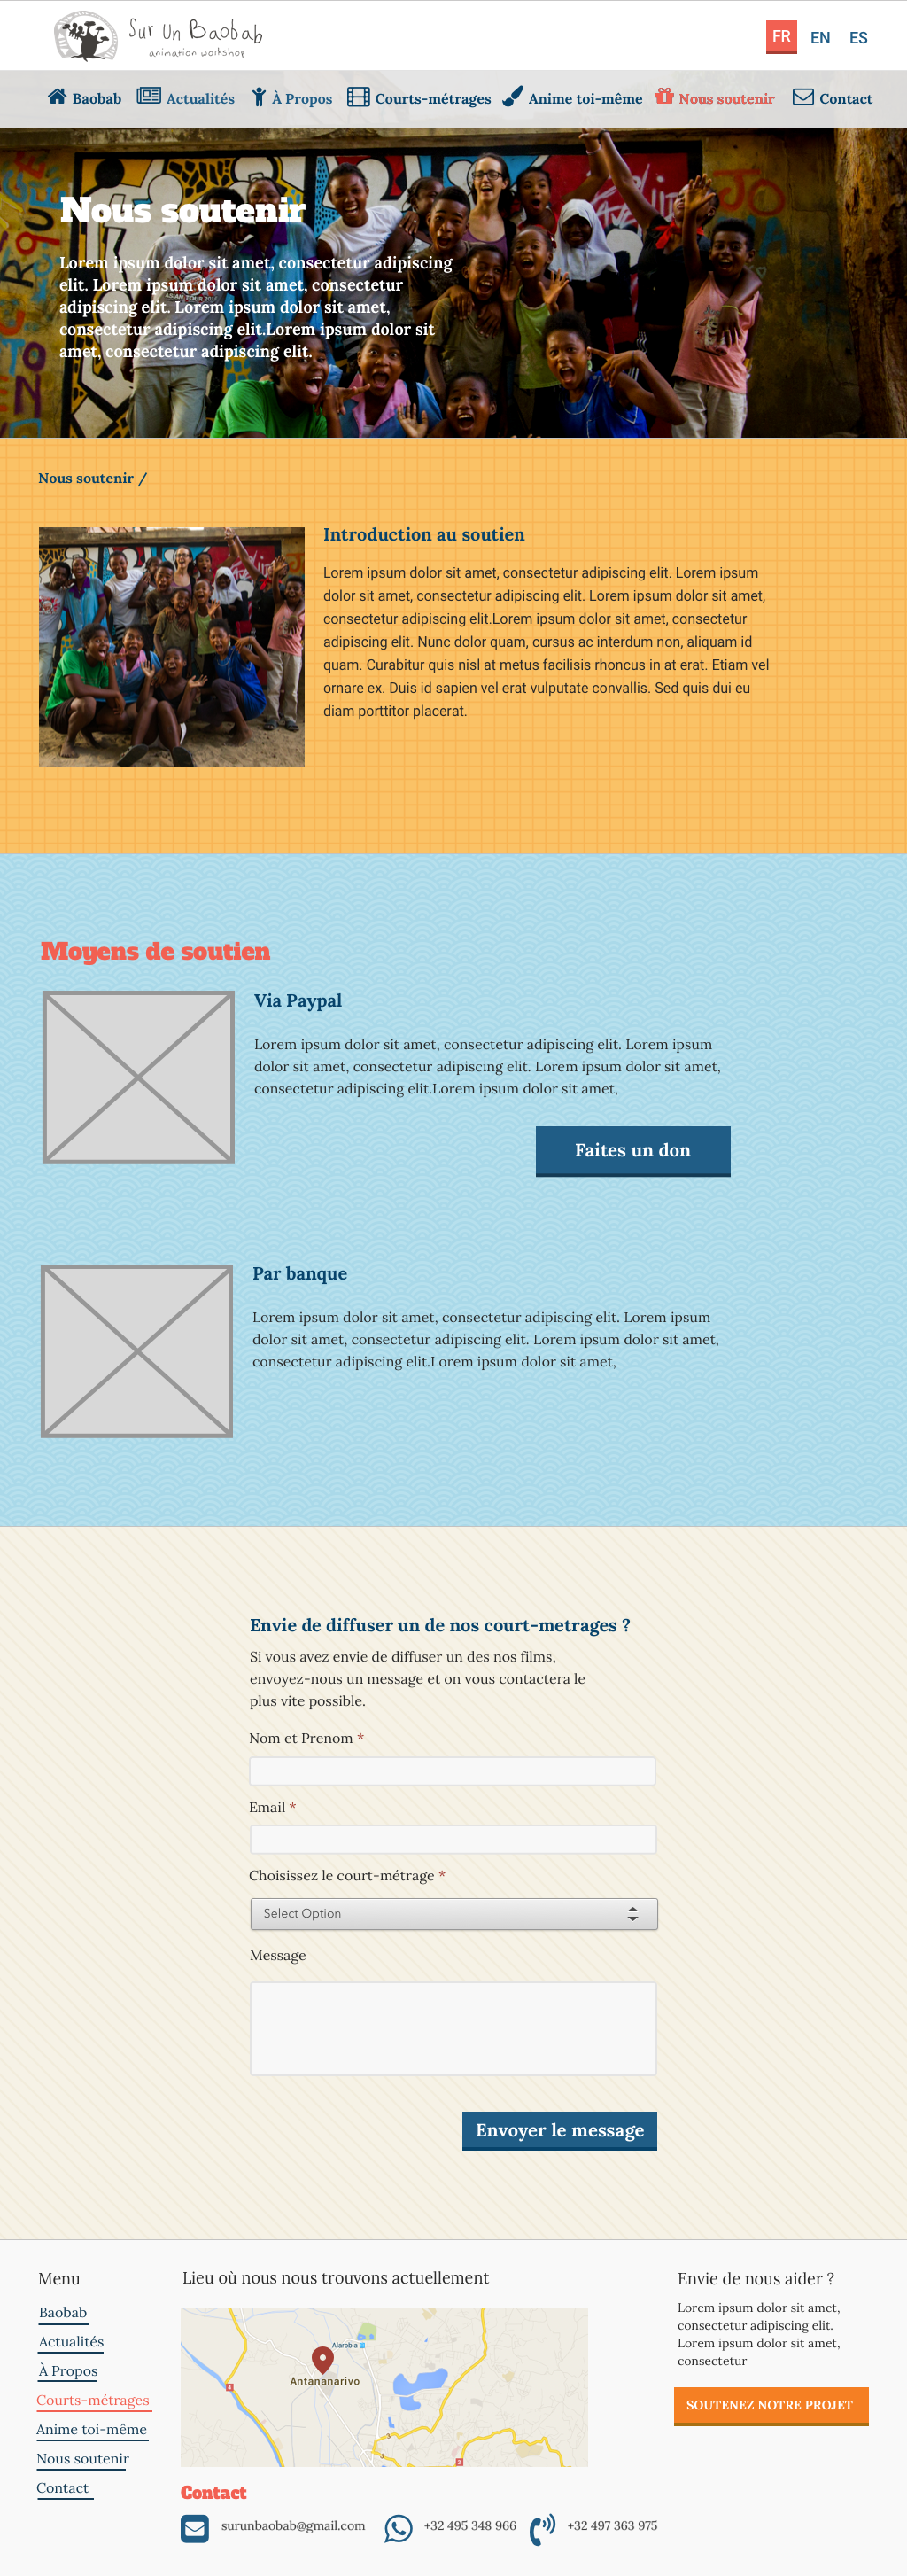 Sur Un Baobab
animation workshop
FR EN ES
Baobab Actualités À Propos Courts-métrages Anime toi-même Nous soutenir Contact
Nous soutenir
Lorem ipsum dolor sit amet, consectetur adipiscing
elit. Lorem ipsum dolor sit amet, consectetur
adipiscing elit. Lorem ipsum dolor sit amet,
consectetur adipiscing elit.Lorem ipsum dolor sit
amet, consectetur adipiscing elit.
Nous soutenir /
Introduction au soutien
Lorem ipsum dolor sit amet, consectetur adipiscing elit. Lorem ipsum
dolor sit amet, consectetur adipiscing elit. Lorem ipsum dolor sit amet,
consectetur adipiscing elit.Lorem ipsum dolor sit amet, consectetur
adipiscing elit. Nunc dolor quam, cursus ac interdum non, aliquam id
quam. Curabitur quis nisl at metus facilisis rhoncus in at erat. Etiam vel
ornare ex. Duis id sapien vel erat vulputate convallis. Sed quis dui eu
diam porttitor placerat.
Moyens de soutien
Via Paypal
Lorem ipsum dolor sit amet, consectetur adipiscing elit. Lorem ipsum
dolor sit amet, consectetur adipiscing elit. Lorem ipsum dolor sit amet,
consectetur adipiscing elit.Lorem ipsum dolor sit amet,
Faites un don
Par banque
Lorem ipsum dolor sit amet, consectetur adipiscing elit. Lorem ipsum
dolor sit amet, consectetur adipiscing elit. Lorem ipsum dolor sit amet,
consectetur adipiscing elit.Lorem ipsum dolor sit amet,
Envie de diffuser un de nos court-metrages ?
Si vous avez envie de diffuser un des nos films,
envoyez-nous un message et on vous contactera le
plus vite possible.
Nom et Prenom *
Email *
Choisissez le court-métrage *
Select Option
Message
Envoyer le message
Menu
Baobab
Actualités
À Propos
Courts-métrages
Anime toi-même
Nous soutenir
Contact
Lieu où nous nous trouvons actuellement
Alarobia
Antananarivo
4
2
Contact
surunbaobab@gmail.com +32 495 348 966 +32 497 363 975
Envie de nous aider ?
Lorem ipsum dolor sit amet,
consectetur adipiscing elit.
Lorem ipsum dolor sit amet,
consectetur
SOUTENEZ NOTRE PROJET